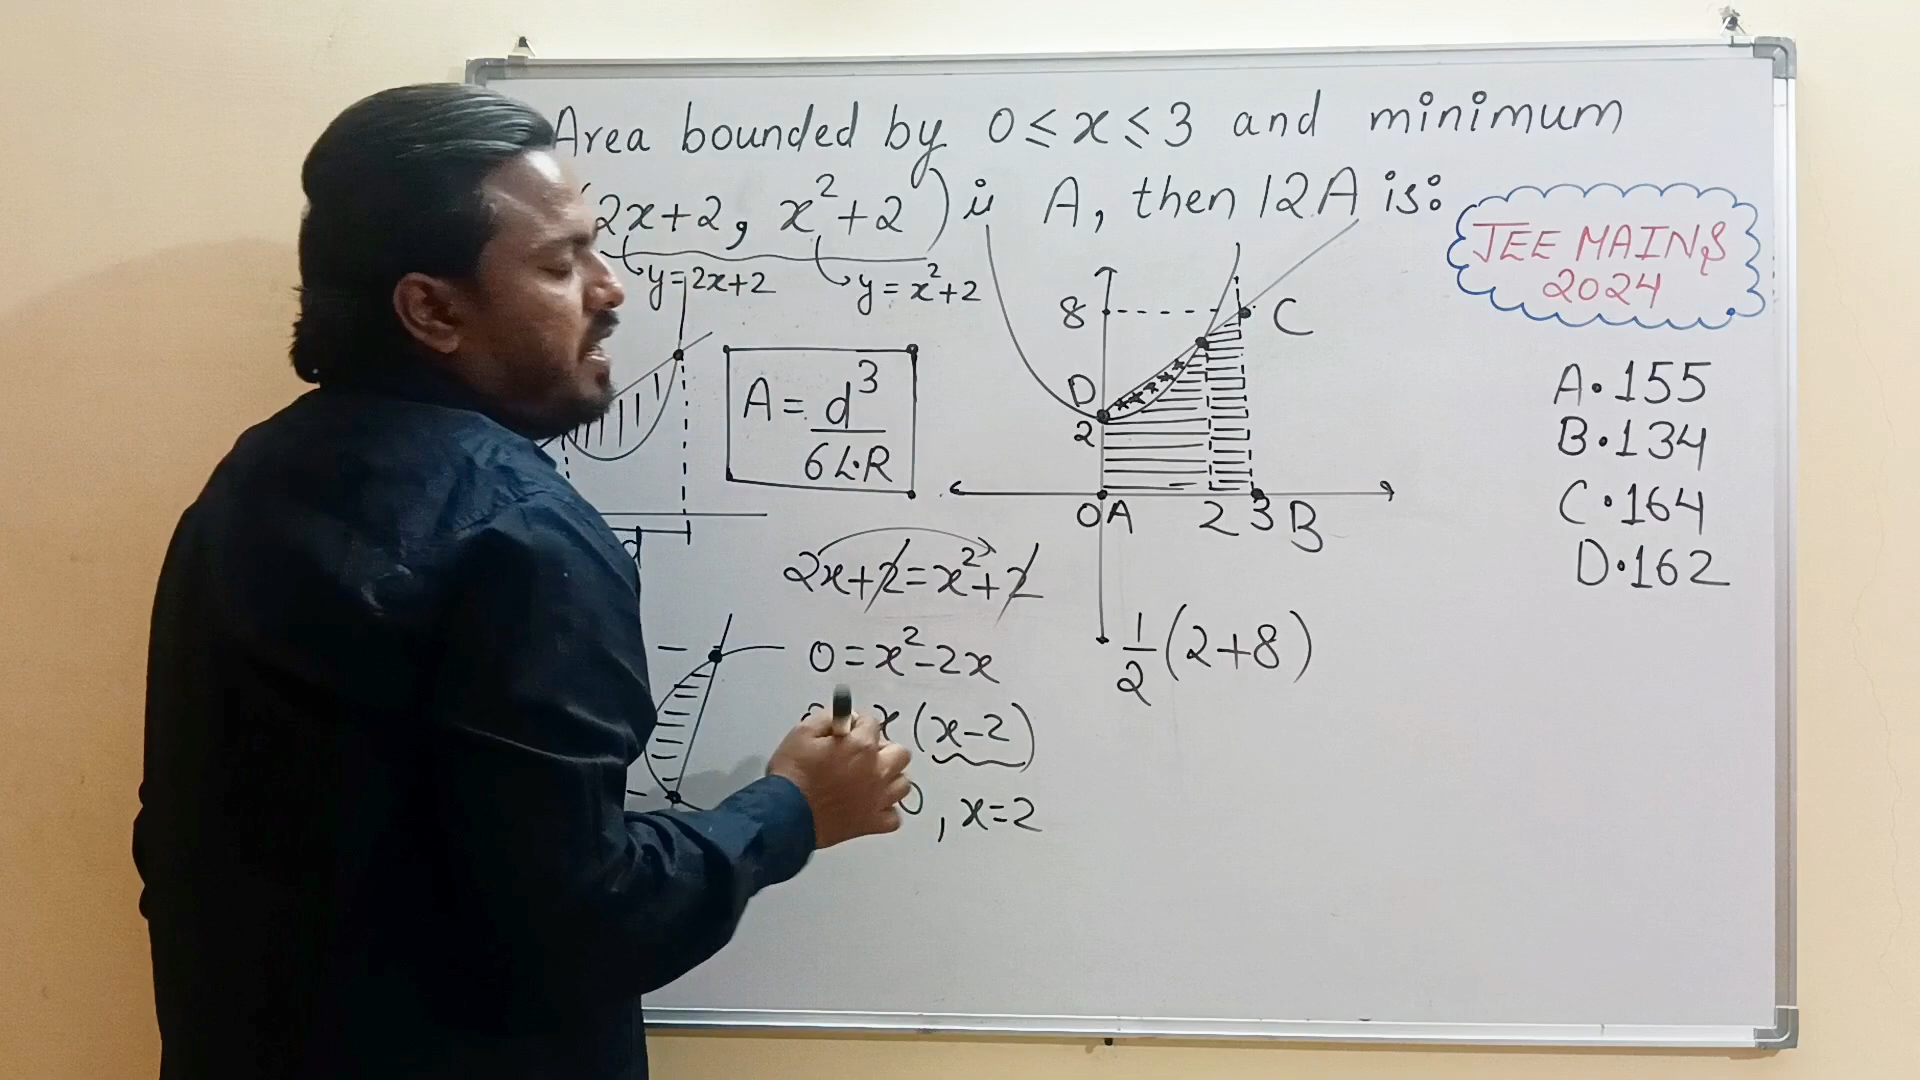 Area bounded by 0≤x≤3 and minimum
(2x+2, x²+2) is A, then 12A is:
y=2x+2
y=x²+2
JEE MAINS
2024
A = d³/6L.R
8
C
D
2
0 A 2 3 B
d
A.155
B.134
C.164
D.162
2x+2=x²+2
0=x²-2x
x(x-2)
0, x=2
1/2(2+8)